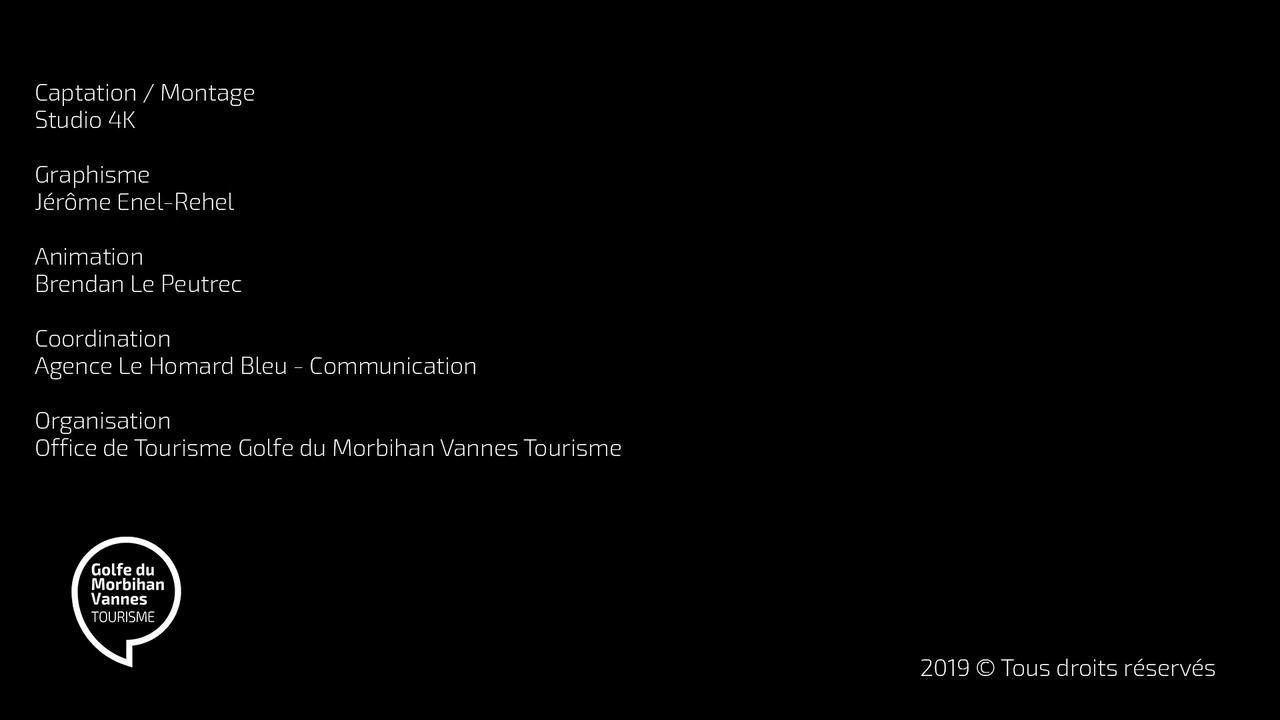 Captation / Montage
Studio 4K
Graphisme
Jérôme Enel-Rehel
Animation
Brendan Le Peutrec
Coordination
Agence Le Homard Bleu - Communication
Organisation
Office de Tourisme Golfe du Morbihan Vannes Tourisme
Golfe du
Morbihan
Vannes
TOURISME
2019 © Tous droits réservés